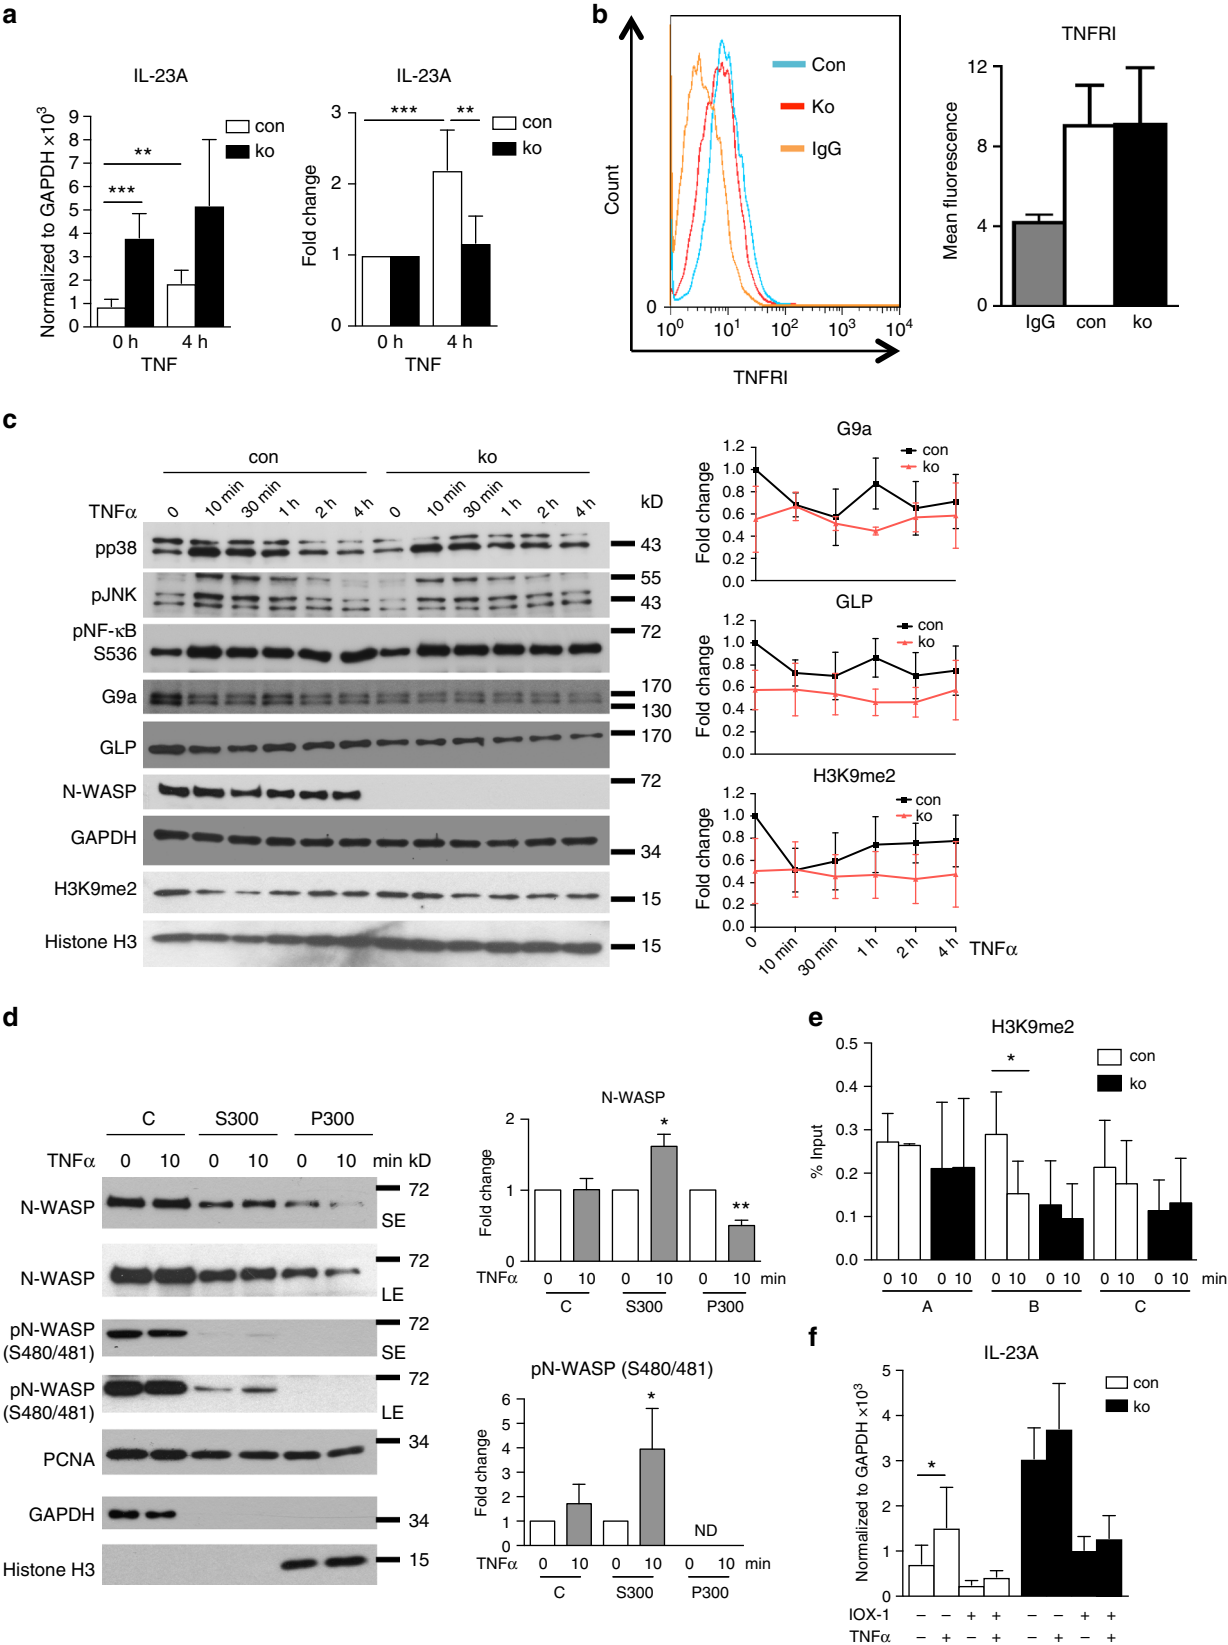 a
IL-23A
Normalized to GAPDH ×10³
9
8
7
6
5
4
3
2
1
0
***
**
con
ko
0 h 4 h
TNF
IL-23A
Fold change
3
2
1
0
*** **
con
ko
0 h 4 h
TNF
b
Count
0
Con
Ko
IgG
10⁰ 10¹ 10² 10³ 10⁴
TNFRI
TNFRI
Mean fluorescence
12
8
4
0
IgG con ko
c
con ko
TNFα 0 10 min 30 min 1 h 2 h 4 h 0 10 min 30 min 1 h 2 h 4 h kD
pp38 43
pJNK 55
43
pNF-κB
S536 72
G9a 170
130
GLP 170
N-WASP 72
GAPDH 34
H3K9me2 15
Histone H3 15
G9a
Fold change
1.2
1.0
0.8
0.6
0.4
0.2
0.0
con
ko
GLP
Fold change
1.2
1.0
0.8
0.6
0.4
0.2
0.0
con
ko
H3K9me2
Fold change
1.2
1.0
0.8
0.6
0.4
0.2
0.0
con
ko
0 10 min 30 min 1 h 2 h 4 h TNFα
d
C S300 P300
TNFα 0 10 0 10 0 10 min kD
N-WASP 72
SE
N-WASP 72
LE
pN-WASP 72
(S480/481) SE
pN-WASP 72
(S480/481) LE
PCNA 34
GAPDH 34
Histone H3 15
N-WASP
Fold change
2
1
0
*
**
TNFα 0 10 0 10 0 10 min
C S300 P300
pN-WASP (S480/481)
Fold change
6
5
4
3
2
1
0
*
ND
TNFα 0 10 0 10 0 10 min
C S300 P300
e
H3K9me2
% Input
0.5
0.4
0.3
0.2
0.1
0.0
*
con
ko
0 10 0 10 0 10 0 10 0 10 0 10 min
A B C
f
IL-23A
Normalized to GAPDH ×10³
5
4
3
2
1
0
*
con
ko
IOX-1 – – + + – – + +
TNFα – + – + – + – +